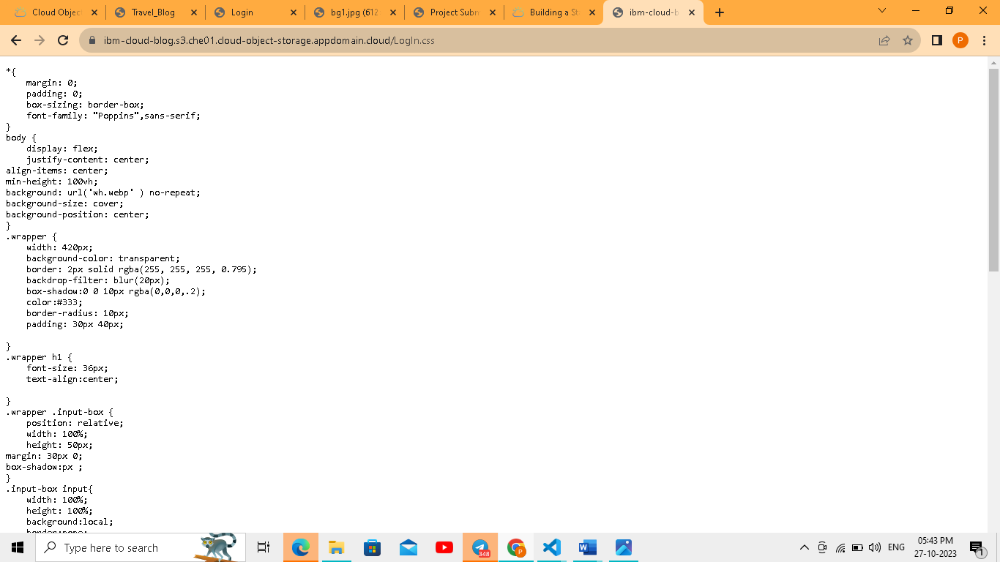 Cloud Objec
Travel_Blog
Login
bg1.jpg (612
Project Subm
Building a St
ibm-cloud-b
ibm-cloud-blog.s3.che01.cloud-object-storage.appdomain.cloud/LogIn.css
P
*{
    margin: 0;
    padding: 0;
    box-sizing: border-box;
    font-family: "Poppins",sans-serif;
}
body {
    display: flex;
    justify-content: center;
align-items: center;
min-height: 100vh;
background: url('wh.webp' ) no-repeat;
background-size: cover;
background-position: center;
}
.wrapper {
    width: 420px;
    background-color: transparent;
    border: 2px solid rgba(255, 255, 255, 0.795);
    backdrop-filter: blur(20px);
    box-shadow:0 0 10px rgba(0,0,0,.2);
    color:#333;
    border-radius: 10px;
    padding: 30px 40px;
}
.wrapper h1 {
    font-size: 36px;
    text-align:center;
}
.wrapper .input-box {
    position: relative;
    width: 100%;
    height: 50px;
margin: 30px 0;
box-shadow:px ;
}
.input-box input{
    width: 100%;
    height: 100%;
    background:local;
    border:none;
Type here to search
348
P
ENG
05:43 PM
27-10-2023
1